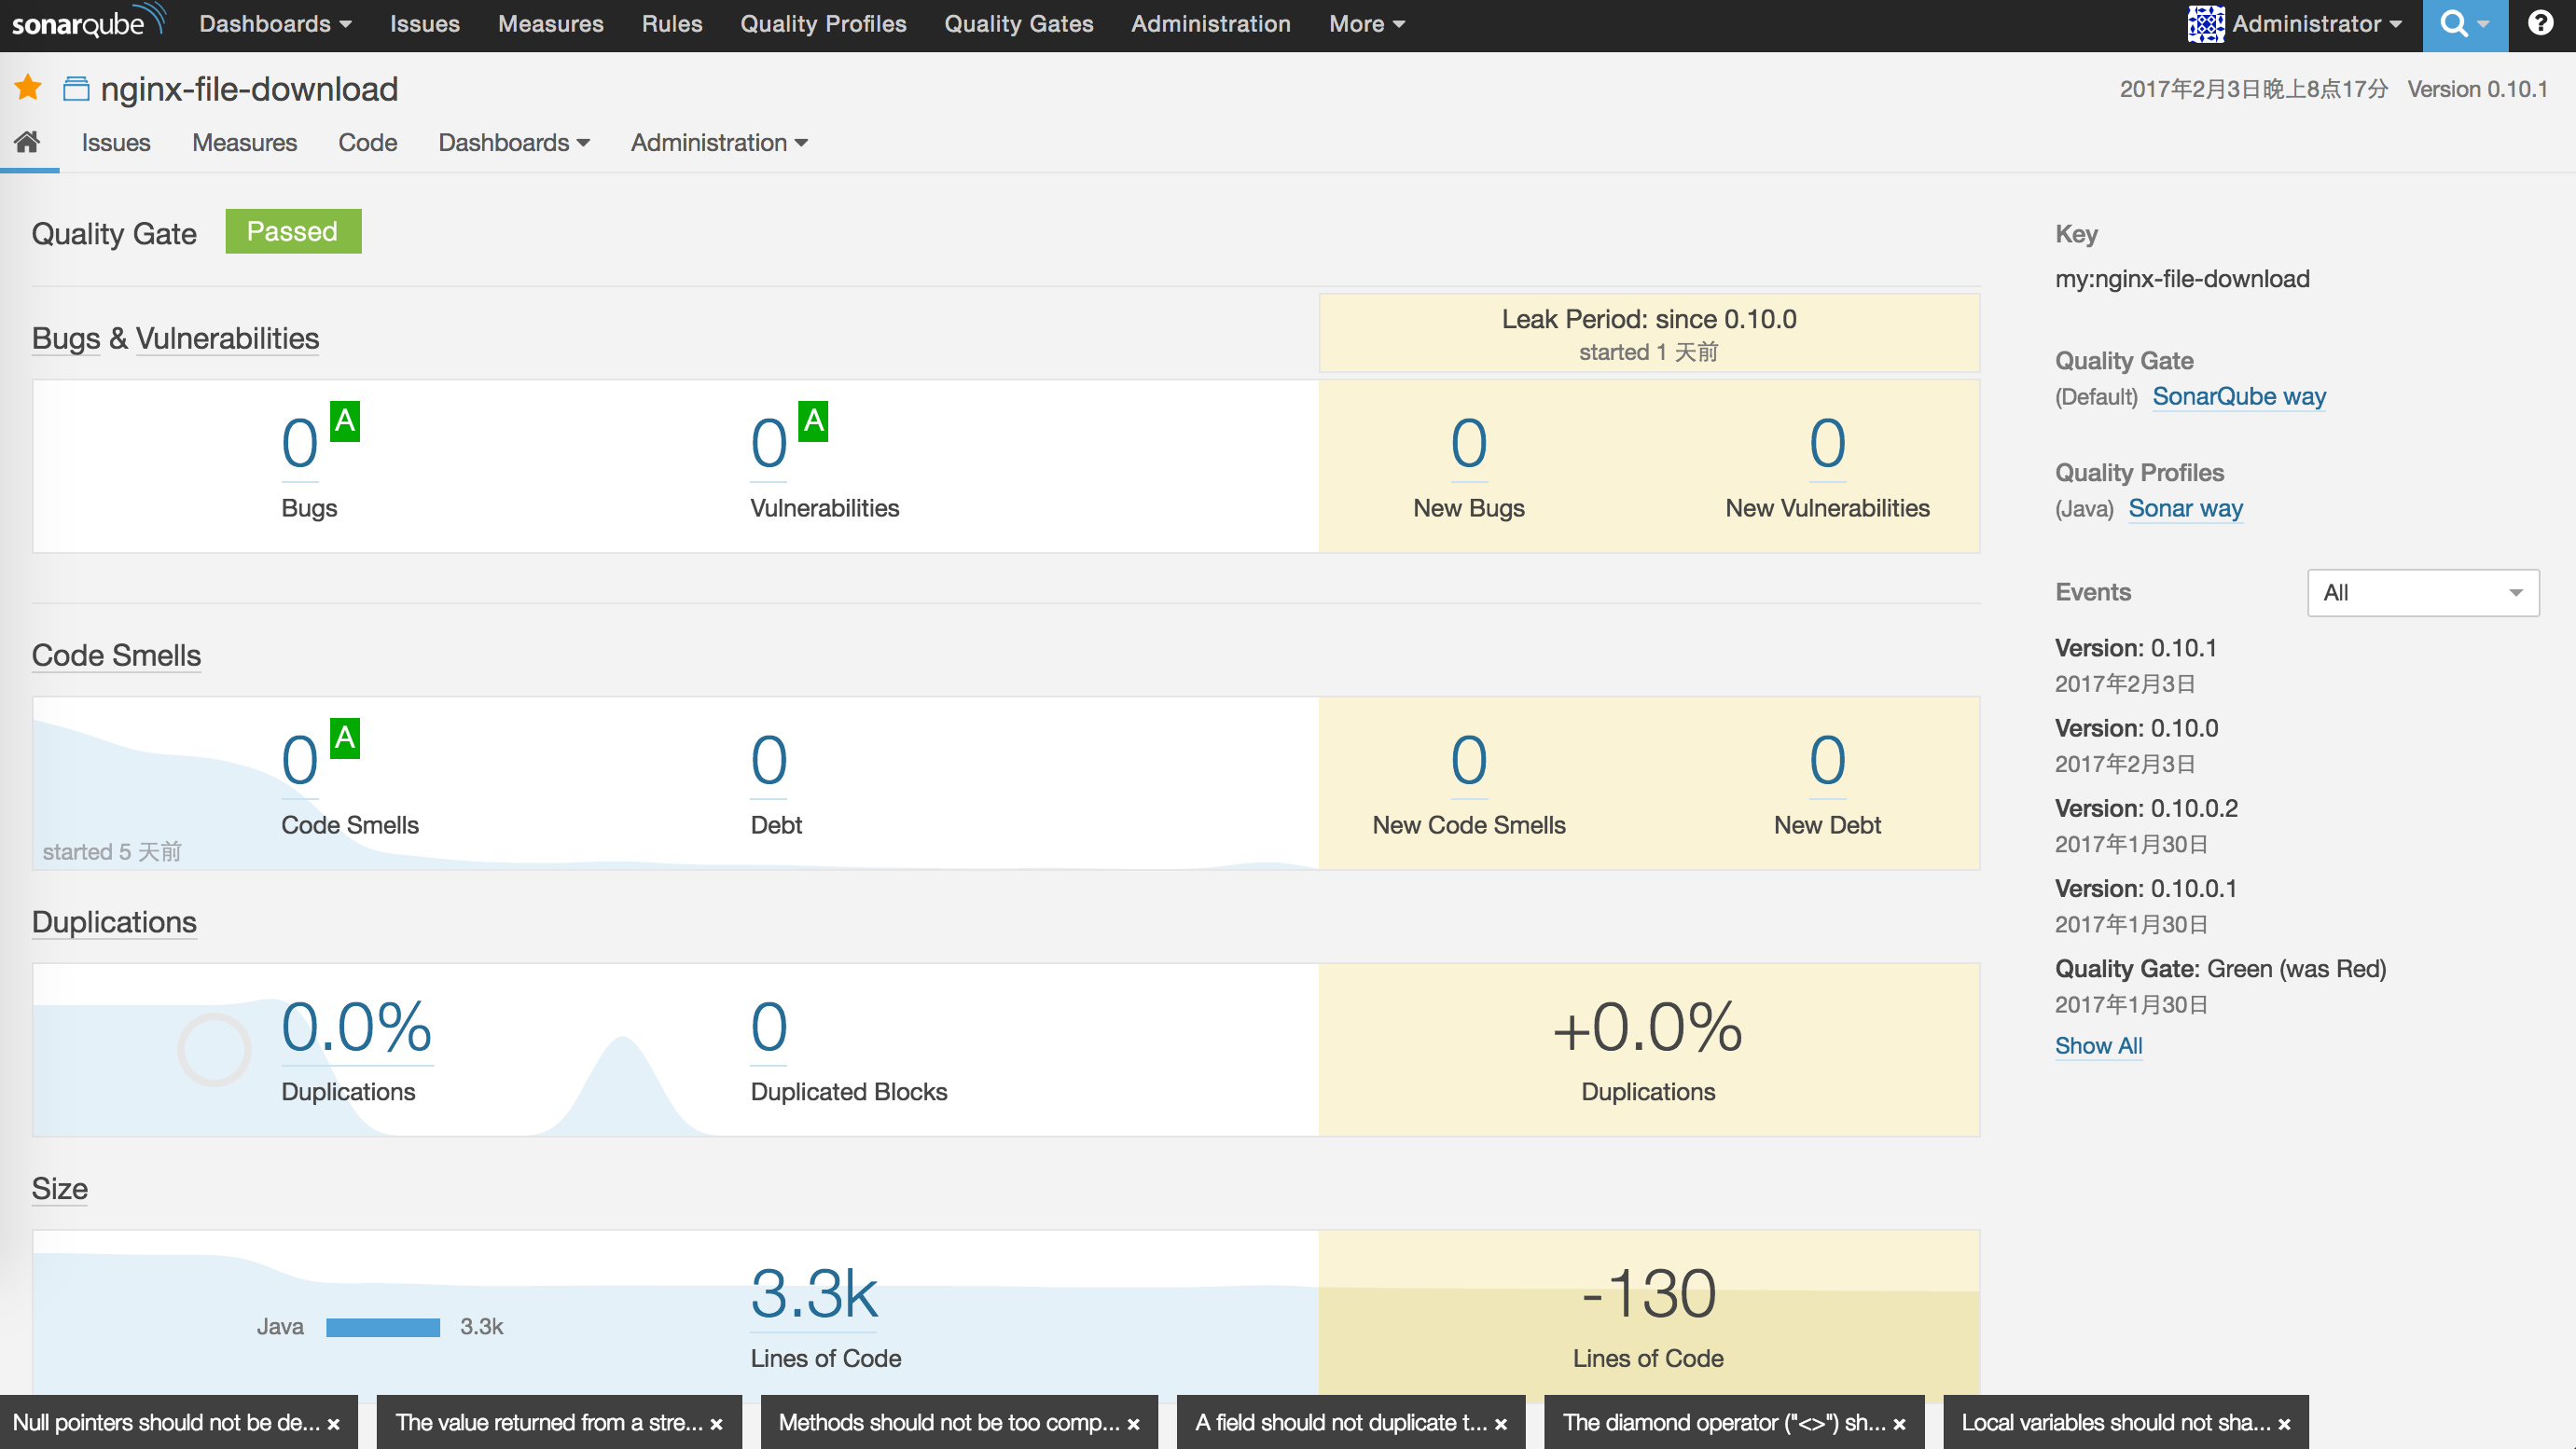 sonarqube Dashboards Issues Measures Rules Quality Profiles Quality Gates Administration More Administrator ?
nginx-file-download 2017年2月3日晚上8点17分 Version 0.10.1
Issues Measures Code Dashboards Administration
Quality Gate Passed
Leak Period: since 0.10.0
started 1 天前
Bugs & Vulnerabilities
0 A 0 A 0 0
Bugs Vulnerabilities New Bugs New Vulnerabilities
Code Smells
0 A 0 0 0
Code Smells Debt New Code Smells New Debt
started 5 天前
Duplications
0.0% 0 +0.0%
Duplications Duplicated Blocks Duplications
Size
Java 3.3k
3.3k -130
Lines of Code Lines of Code
Key
my:nginx-file-download
Quality Gate
(Default) SonarQube way
Quality Profiles
(Java) Sonar way
Events All
Version: 0.10.1
2017年2月3日
Version: 0.10.0
2017年2月3日
Version: 0.10.0.2
2017年1月30日
Version: 0.10.0.1
2017年1月30日
Quality Gate: Green (was Red)
2017年1月30日
Show All
Null pointers should not be de... × The value returned from a stre... × Methods should not be too comp... × A field should not duplicate t... × The diamond operator ("<>") sh... × Local variables should not sha... ×